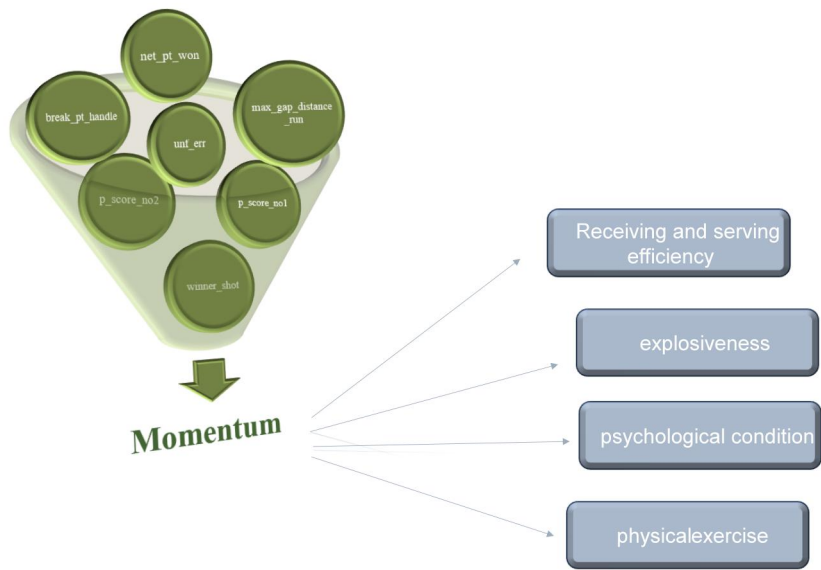 net_pt_won
break_pt_handle
max_gap_distance
_run
unf_err
p_score_no2
p_score_no1
winner_shot
Momentum
Receiving and serving
efficiency
explosiveness
psychological condition
physicalexercise